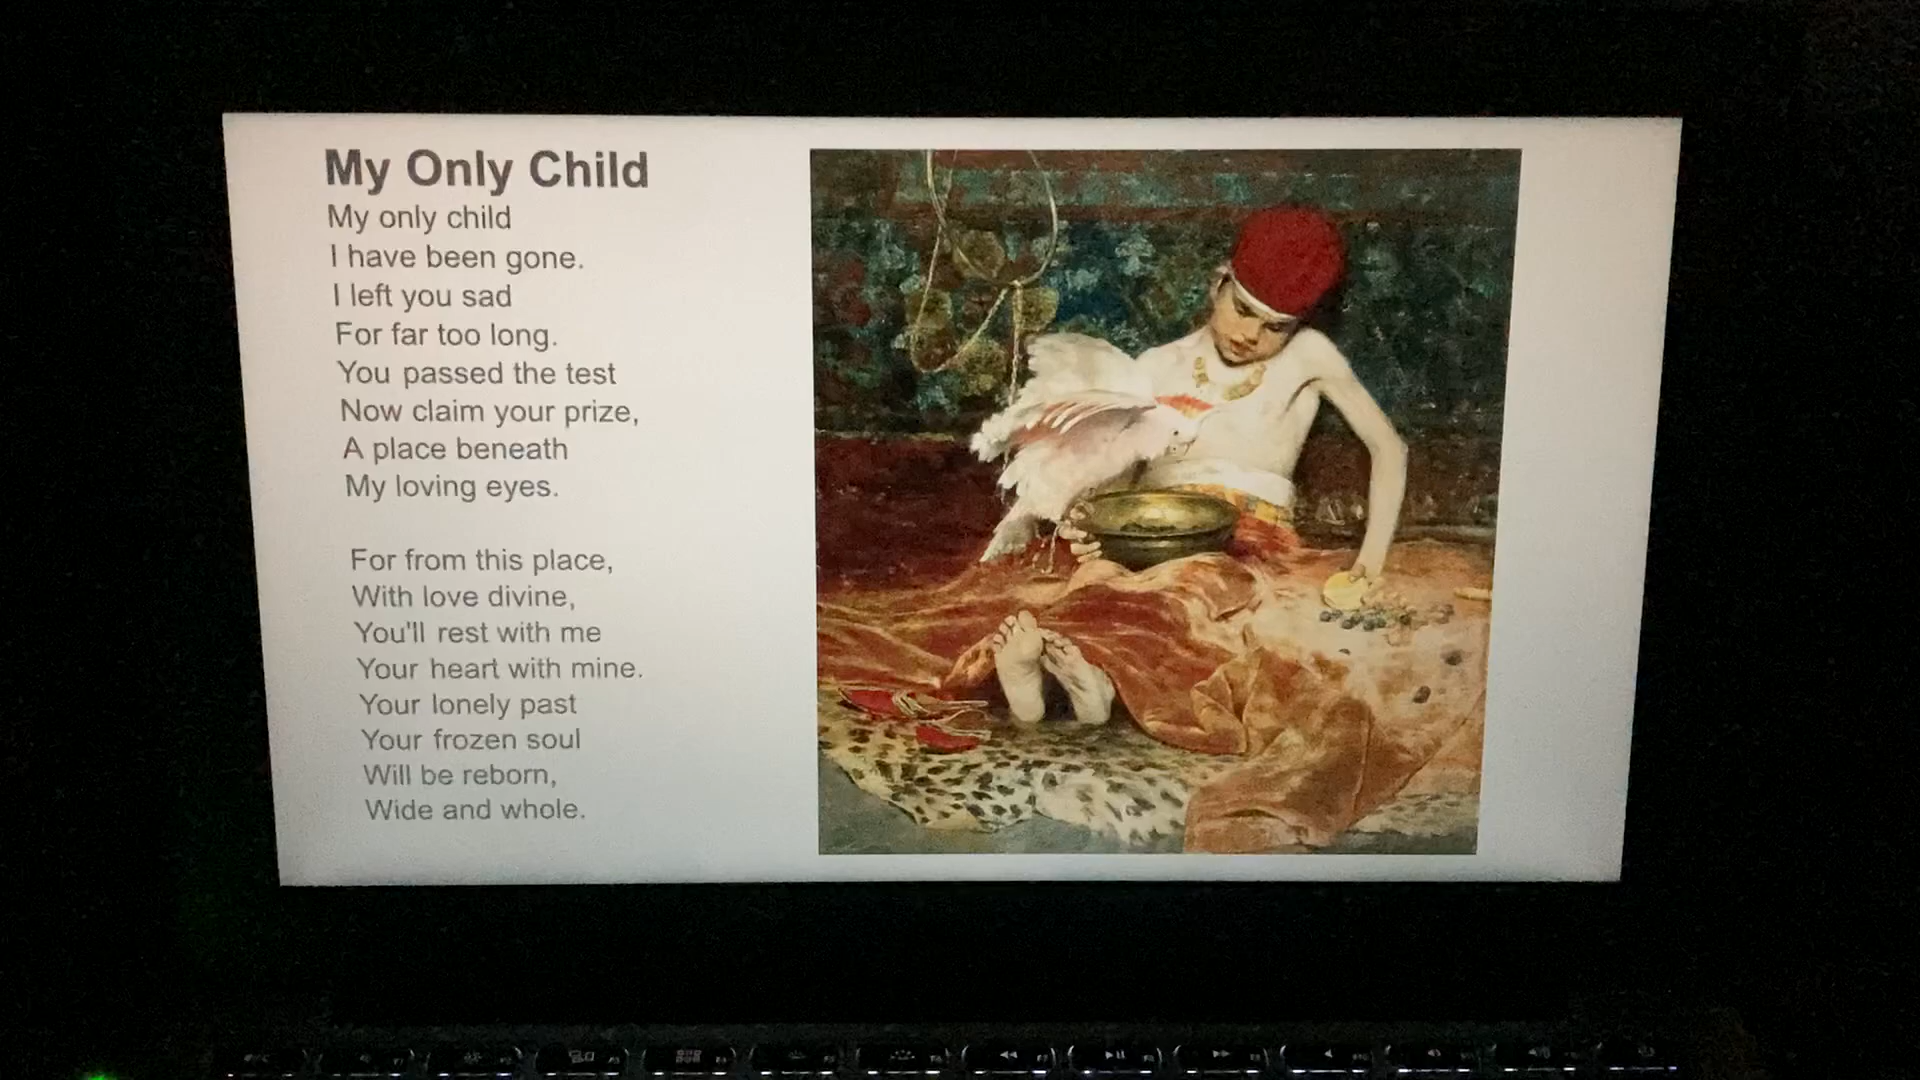 My Only Child
My only child
I have been gone.
I left you sad
For far too long.
You passed the test
Now claim your prize,
A place beneath
My loving eyes.
For from this place,
With love divine,
You'll rest with me
Your heart with mine.
Your lonely past
Your frozen soul
Will be reborn,
Wide and whole.